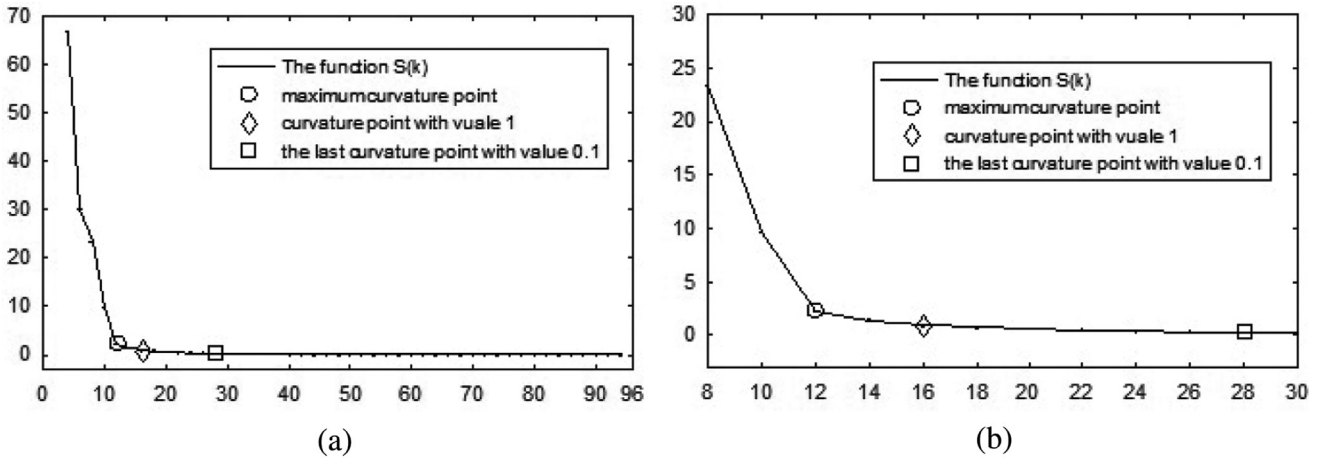 70
60
50
40
30
20
10
0
0 10 20 30 40 50 60 70 80 90 96
The function S(k)
maximumcurvature point
curvature point with vuale 1
the last curvature point with value 0.1
(a)
30
25
20
15
10
5
0
8 10 12 14 16 18 20 22 24 26 28 30
The function S(k)
maximumcurvature point
curvature point with vuale 1
the last curvature point with value 0.1
(b)